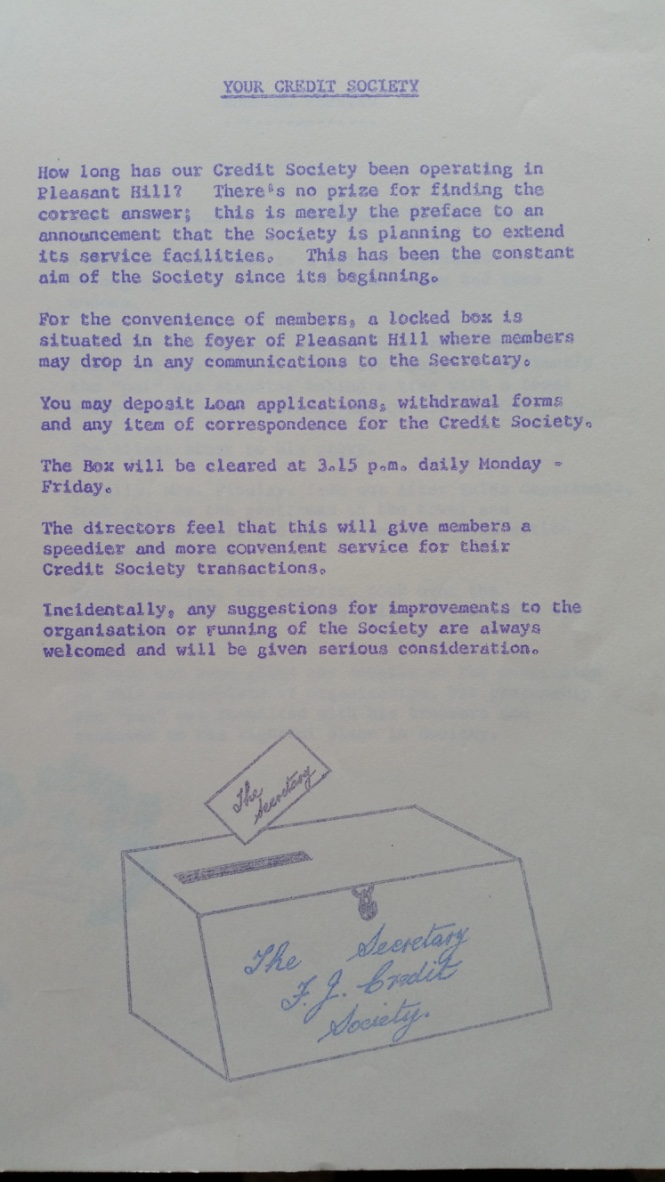 YOUR CREDIT SOCIETY
How long has our Credit Society been operating in
Pleasant Hill? There's no prize for finding the
correct answer; this is merely the preface to an
announcement that the Society is planning to extend
its service facilities. This has been the constant
aim of the Society since its beginning.
For the convenience of members, a locked box is
situated in the foyer of Pleasant Hill where members
may drop in any communications to the Secretary.
You may deposit Loan applications, withdrawal forms
and any item of correspondence for the Credit Society.
The Box will be cleared at 3.15 p.m. daily Monday -
Friday.
The directors feel that this will give members a
speedier and more convenient service for their
Credit Society transactions.
Incidentally, any suggestions for improvements to the
organisation or running of the Society are always
welcomed and will be given serious consideration.
The
Secretary
The Secretary
F. J. Credit
Society.